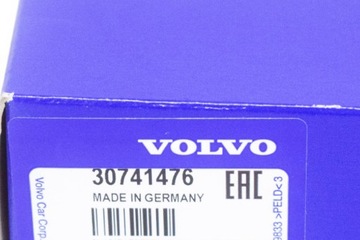 VOLVO
30741476
MADE IN GERMANY
EAC
Volvo Car Corp
9833 >PELD<3